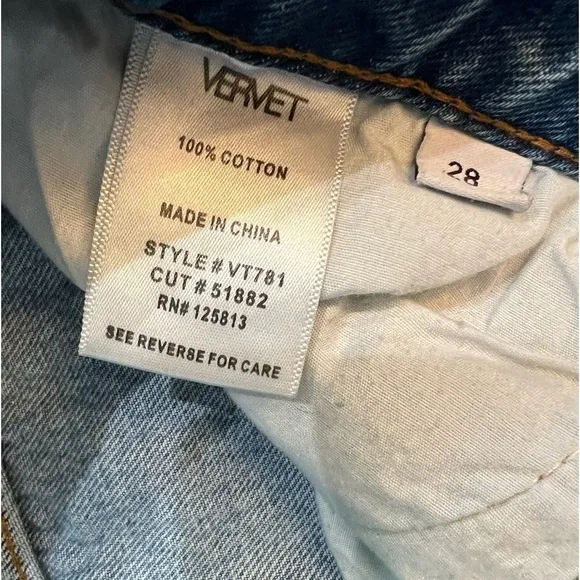 VERVET
100% COTTON
MADE IN CHINA
STYLE # VT781
CUT # 51882
RN# 125813
SEE REVERSE FOR CARE
28